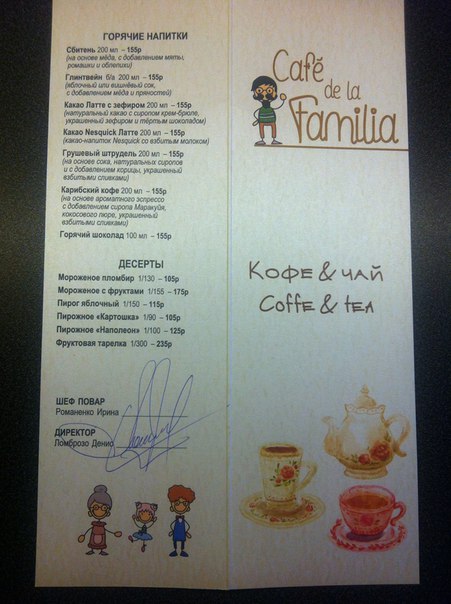 ГОРЯЧИЕ НАПИТКИ
Сбитень 200 мл – 155р
(на основе мёда, с добавлением мяты,
ромашки и облепихи)
Глинтвейн б/а 200 мл – 155р
(яблочный или вишнёвый сок,
с добавлением мёда и пряностей)
Какао Латте с зефиром 200 мл – 155р
(натуральный какао с сиропом крем-брюле,
украшенный зефиром и тёртым шоколадом)
Какао Nesquick Латте 200 мл – 155р
(какао-напиток Nesquick со взбитым молоком)
Грушевый штрудель 200 мл – 155р
(на основе сока, натуральных сиропов
и с добавлением корицы, украшенный
взбитыми сливками)
Карибский кофе 200 мл – 155р
(на основе ароматного эспрессо
с добавлением сиропа Маракуйя,
кокосового пюре, украшенный
взбитыми сливками)
Горячий шоколад 100 мл – 155р
ДЕСЕРТЫ
Мороженое пломбир 1/130 – 105р
Мороженое с фруктами 1/155 – 175р
Пирог яблочный 1/150 – 115р
Пирожное «Картошка» 1/90 – 105р
Пирожное «Наполеон» 1/100 – 125р
Фруктовая тарелка 1/300 – 235р
ШЕФ ПОВАР
Романенко Ирина
ДИРЕКТОР
Ломброзо Денис
Café
de la
Familia
Кофе & чай
Coffe & tea